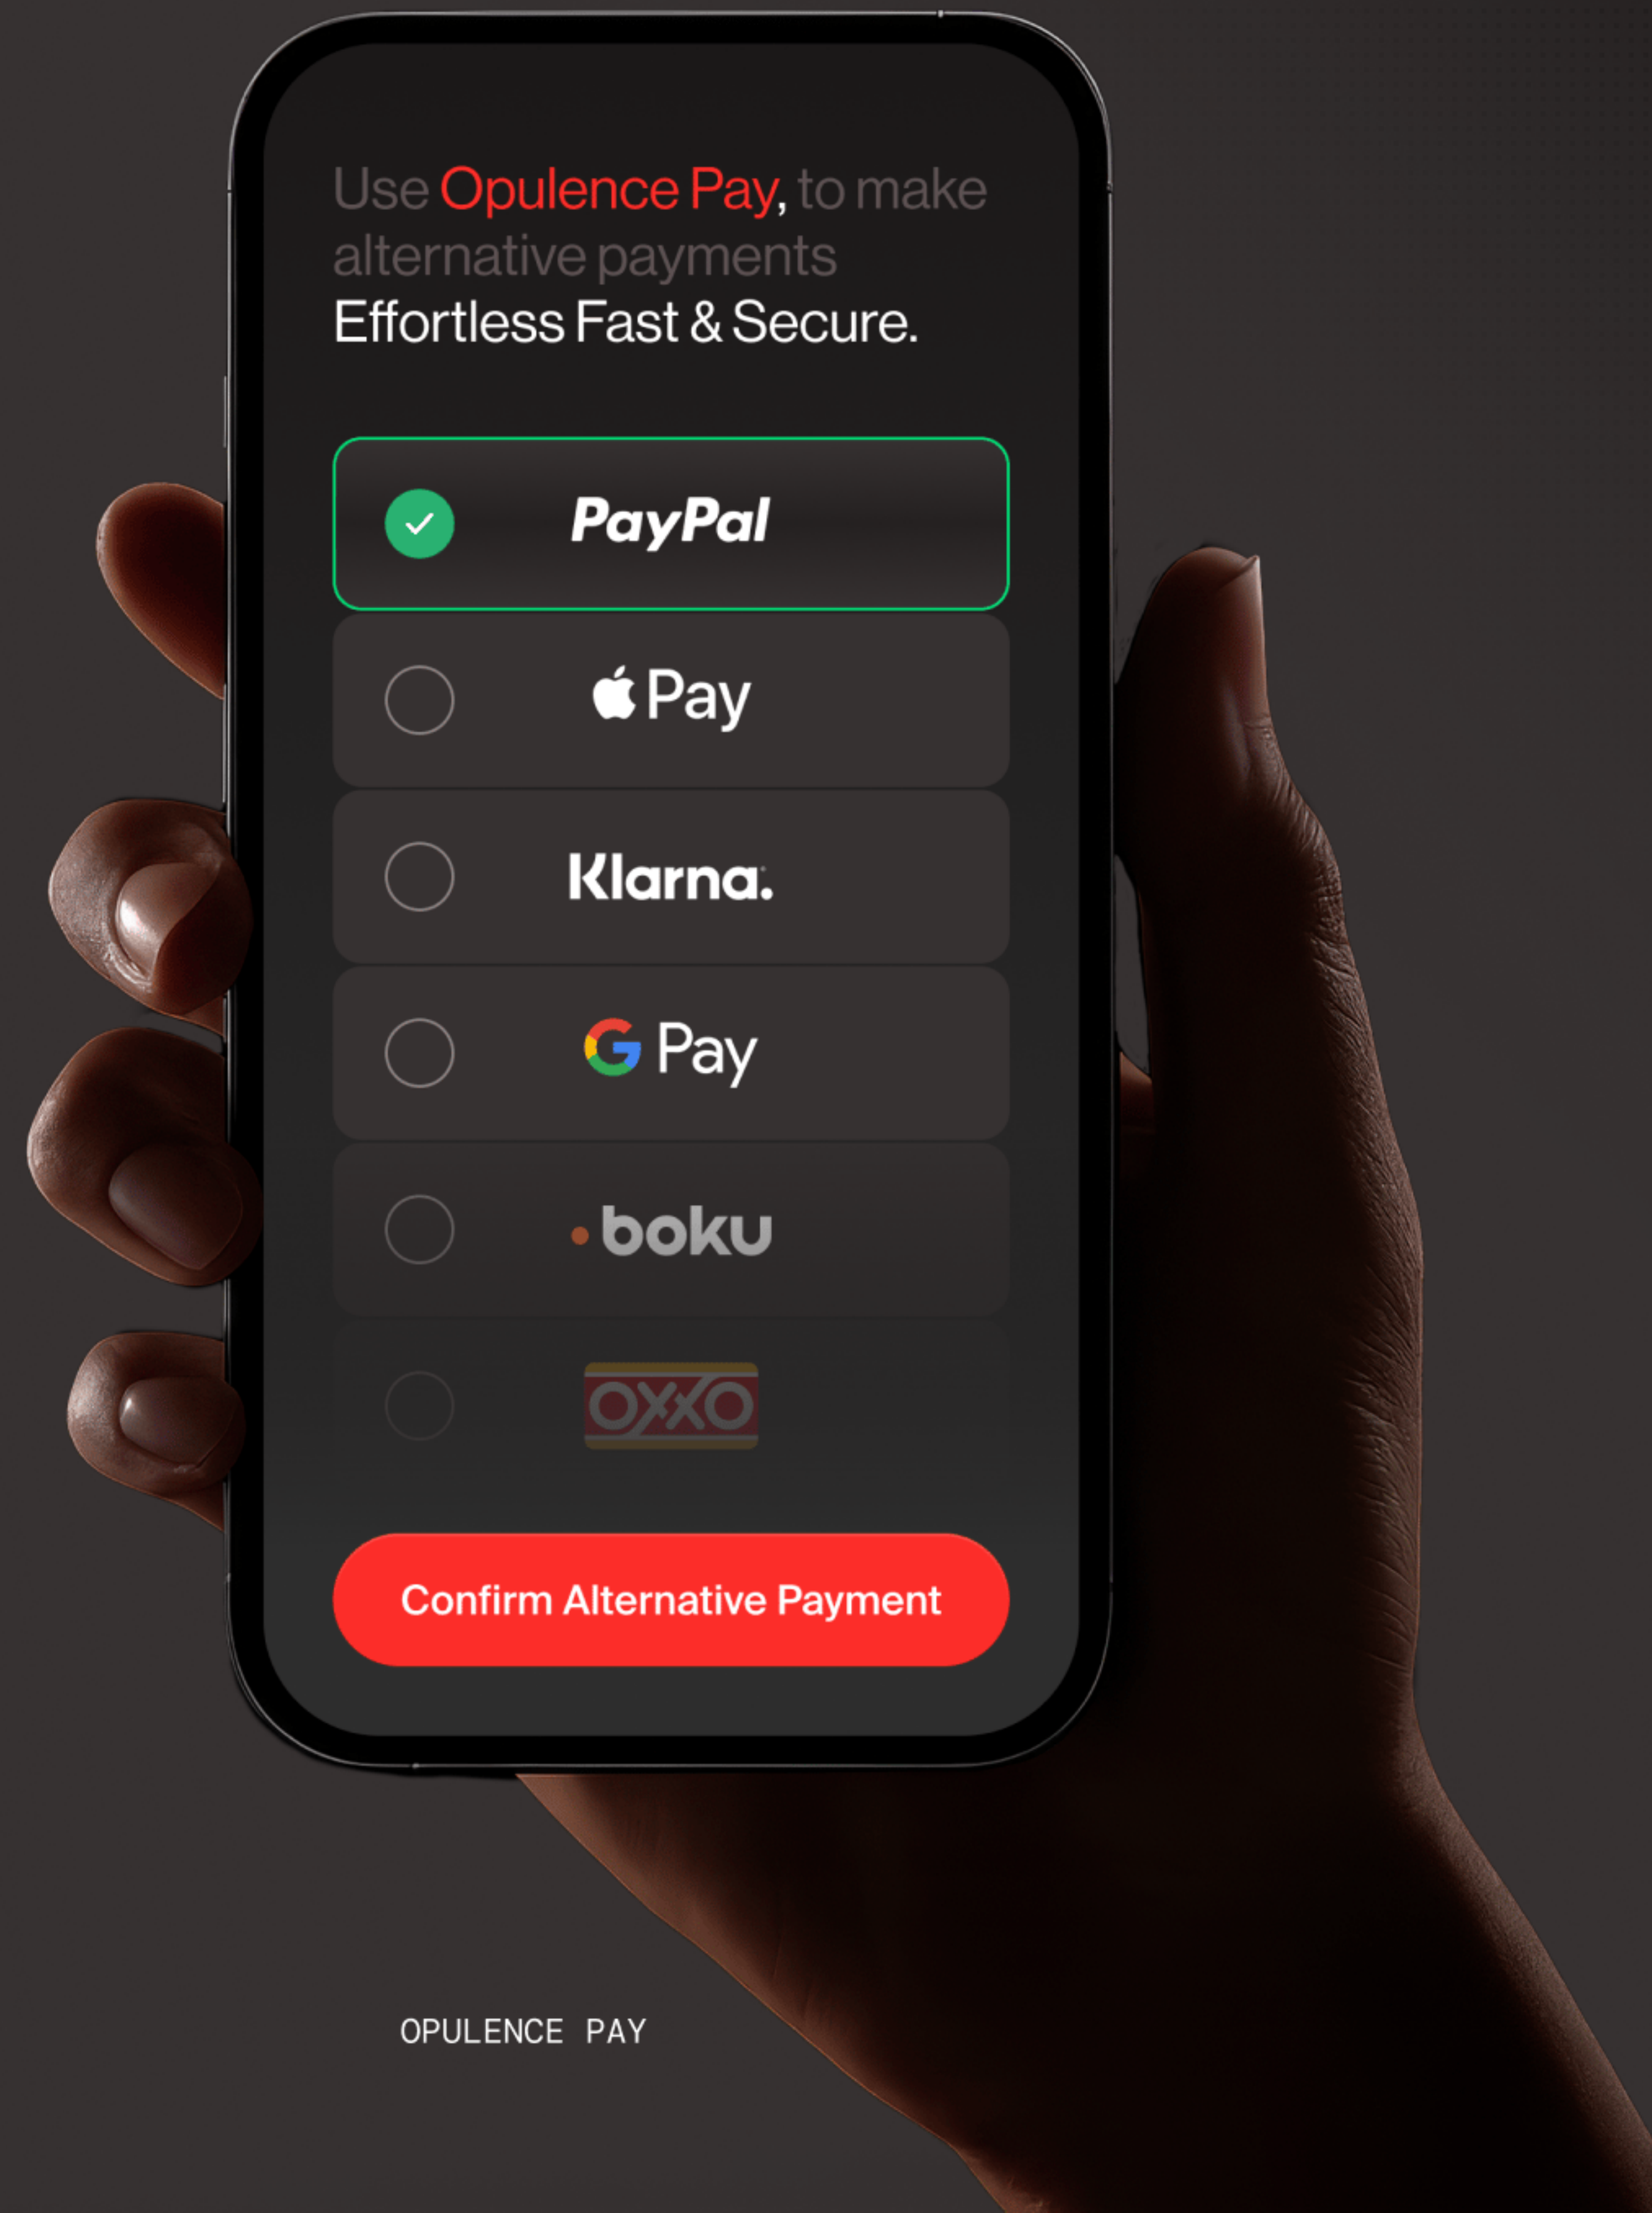 Use Opulence Pay, to make
alternative payments
Effortless Fast & Secure.
PayPal
Pay
Klarna.
G Pay
boku
OXXO
Confirm Alternative Payment
OPULENCE PAY